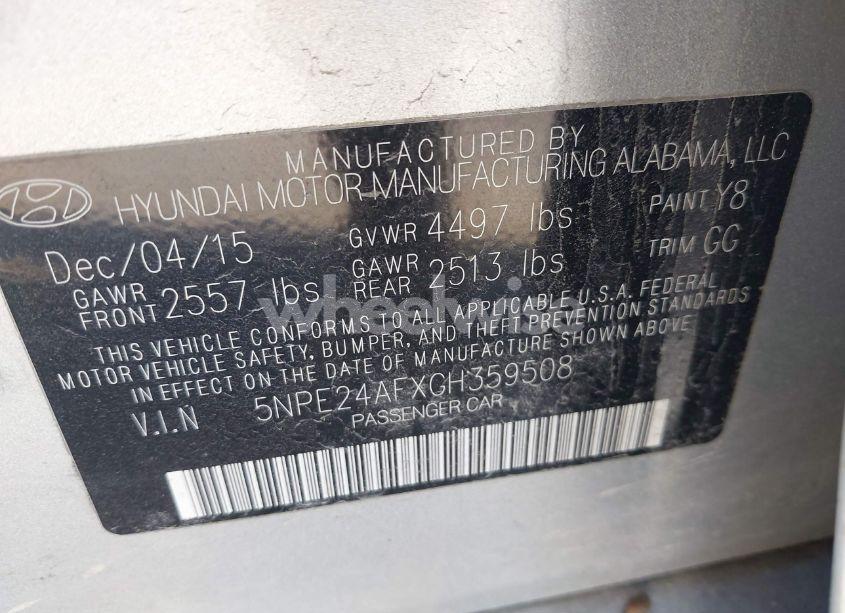 MANUFACTURED BY
HYUNDAI MOTOR MANUFACTURING ALABAMA, LLC
Dec/04/15 GVWR 4497 lbs PAINT Y8
GAWR FRONT 2557 lbs GAWR REAR 2513 lbs TRIM GG
THIS VEHICLE CONFORMS TO ALL APPLICABLE U.S.A. FEDERAL
MOTOR VEHICLE SAFETY, BUMPER, AND THEFT PREVENTION STANDARDS
IN EFFECT ON THE DATE OF MANUFACTURE SHOWN ABOVE
V.I.N 5NPE24AFXGH359508
PASSENGER CAR
wheelwise